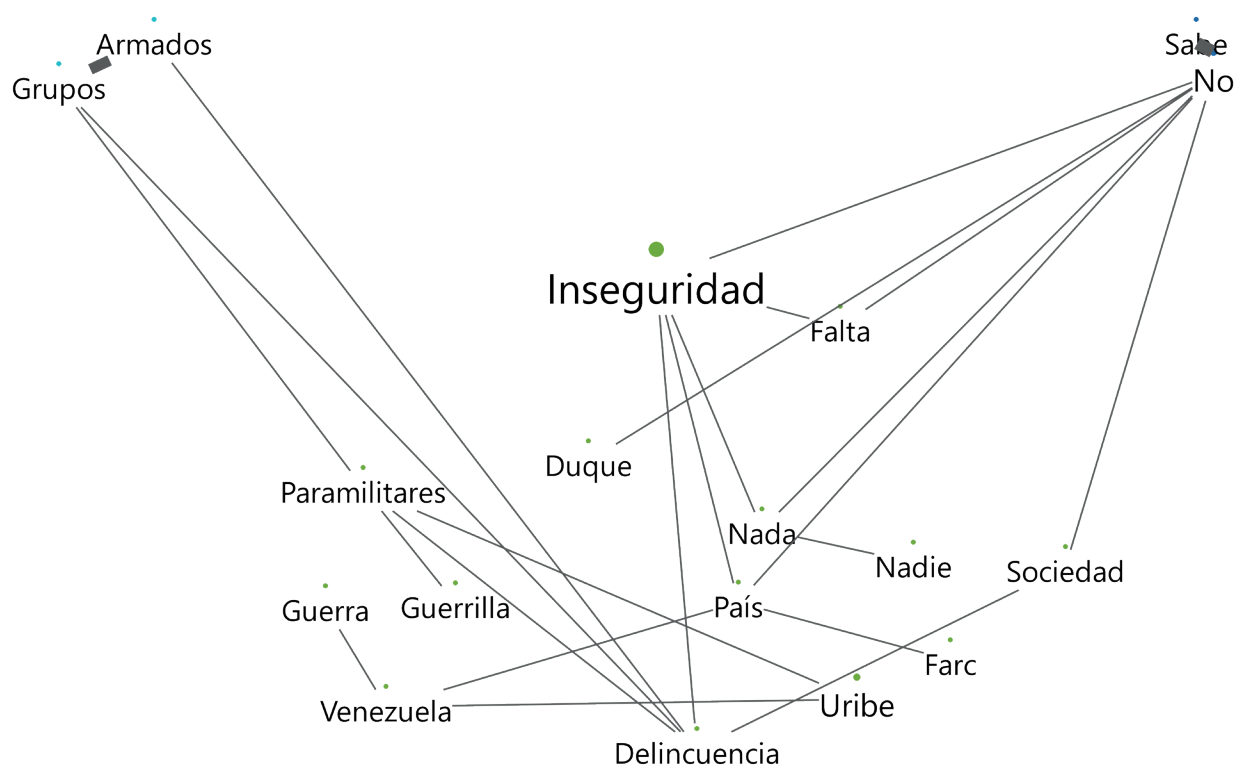 Armados
Sabe
Grupos
No
Inseguridad
Falta
Duque
Paramilitares
Nada
Nadie
Sociedad
Guerra
Guerrilla
País
Farc
Venezuela
Uribe
Delincuencia